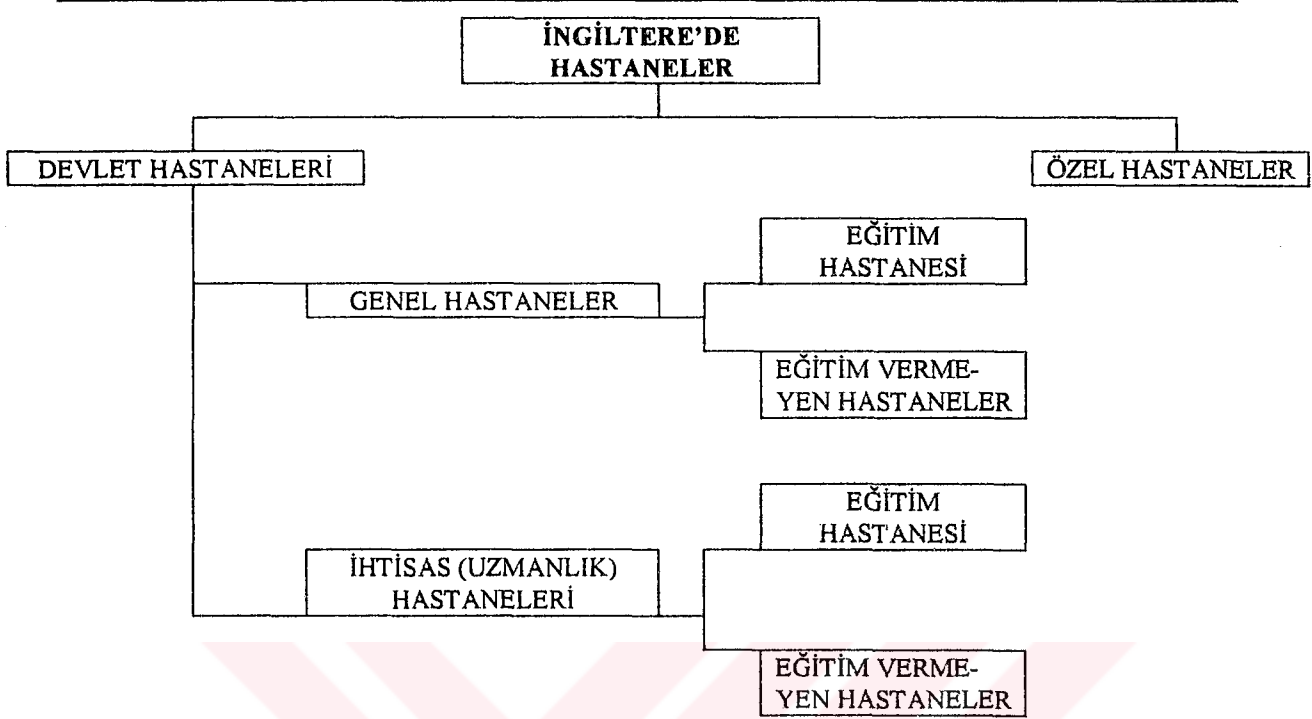 İNGİLTERE'DE
HASTANELER
DEVLET HASTANELERİ
ÖZEL HASTANELER
EĞİTİM
HASTANESİ
GENEL HASTANELER
EĞİTİM VERME-
YEN HASTANELER
EĞİTİM
HASTANESİ
İHTİSAS (UZMANLIK)
HASTANELERİ
EĞİTİM VERME-
YEN HASTANELER